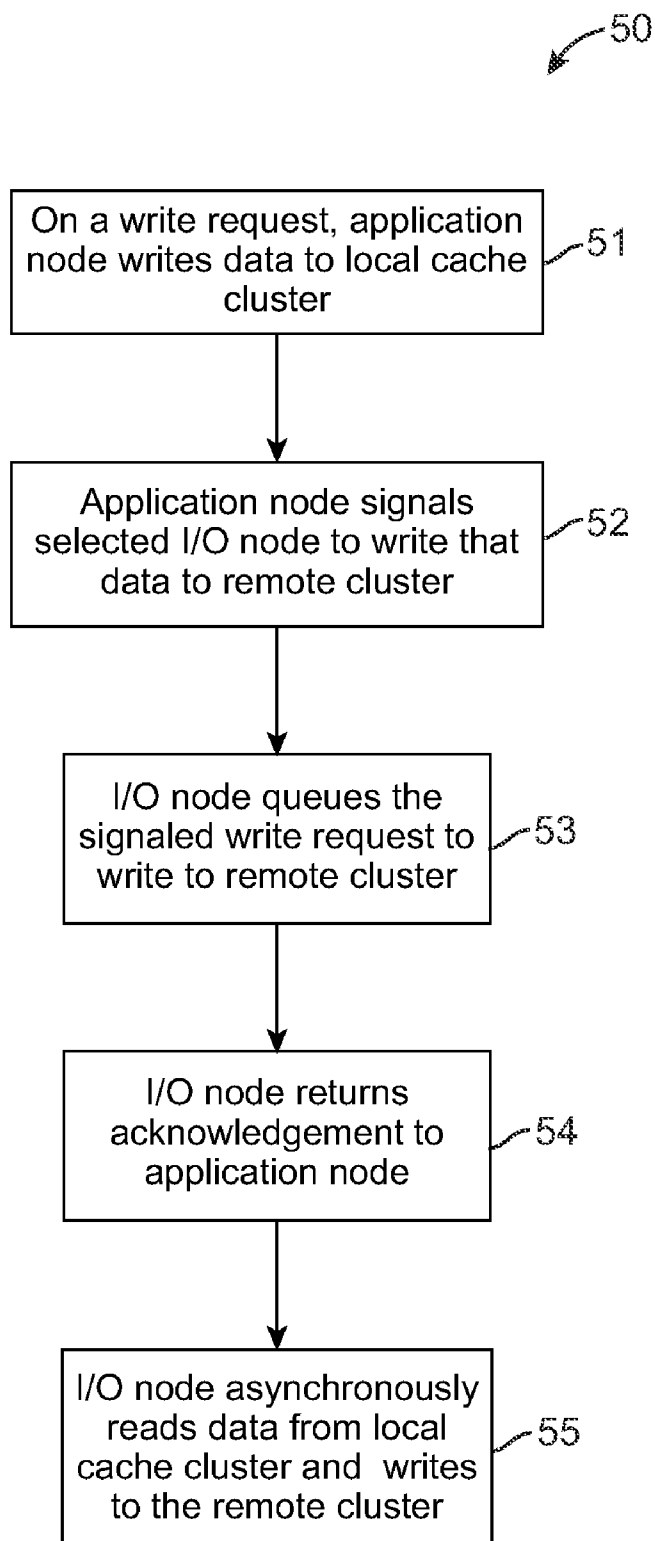 50
On a write request, application
node writes data to local cache
cluster
51
Application node signals
selected I/O node to write that
data to remote cluster
52
I/O node queues the
signaled write request to
write to remote cluster
53
I/O node returns
acknowledgement to
application node
54
I/O node asynchronously
reads data from local
cache cluster and writes
to the remote cluster
55